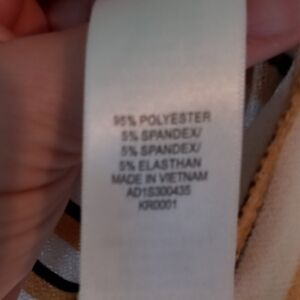 95% POLYESTER
5% SPANDEX/
5% SPANDEX/
5% ELASTHAN
MADE IN VIETNAM
AD1S300435
KR0001